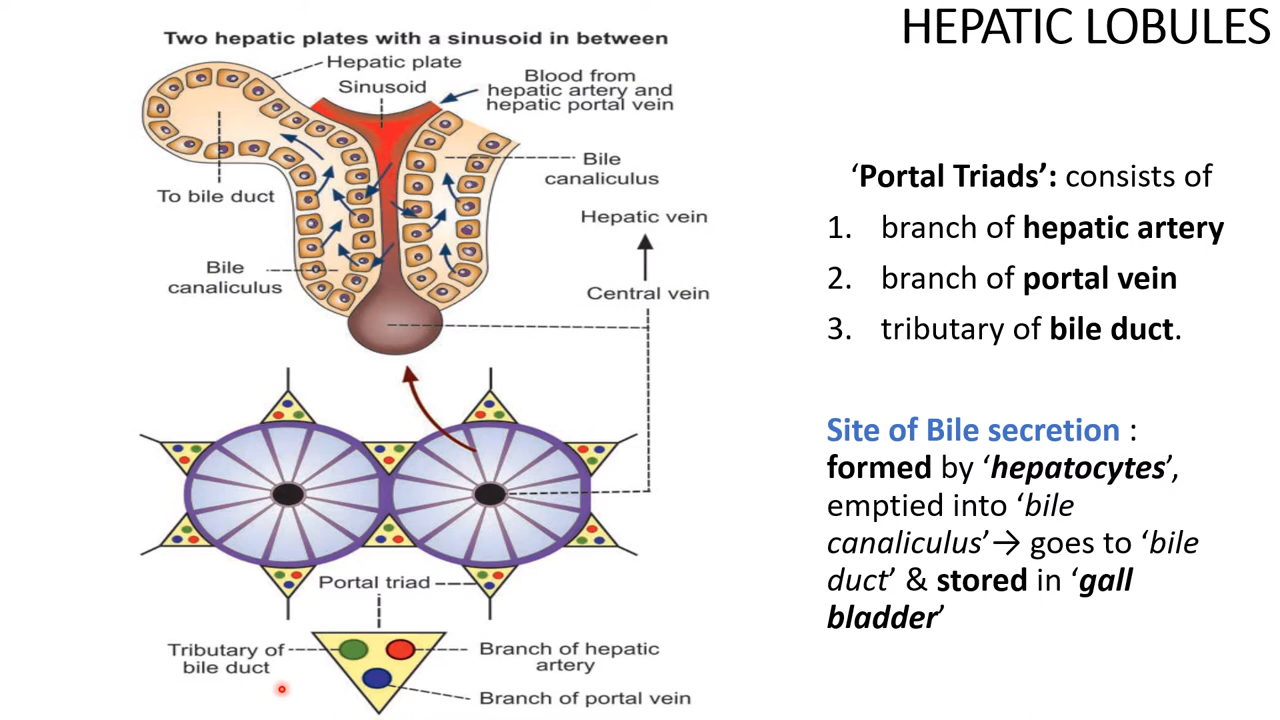 HEPATIC LOBULES
Two hepatic plates with a sinusoid in between
Hepatic plate
Sinusoid
Blood from
hepatic artery and
hepatic portal vein
To bile duct
Bile
canaliculus
Bile
canaliculus
Hepatic vein
Central vein
Portal triad
Tributary of
bile duct
Branch of hepatic
artery
Branch of portal vein
‘Portal Triads’: consists of
1. branch of hepatic artery
2. branch of portal vein
3. tributary of bile duct.
Site of Bile secretion :
formed by ‘hepatocytes’,
emptied into ‘bile
canaliculus’→ goes to ‘bile
duct’ & stored in ‘gall
bladder’